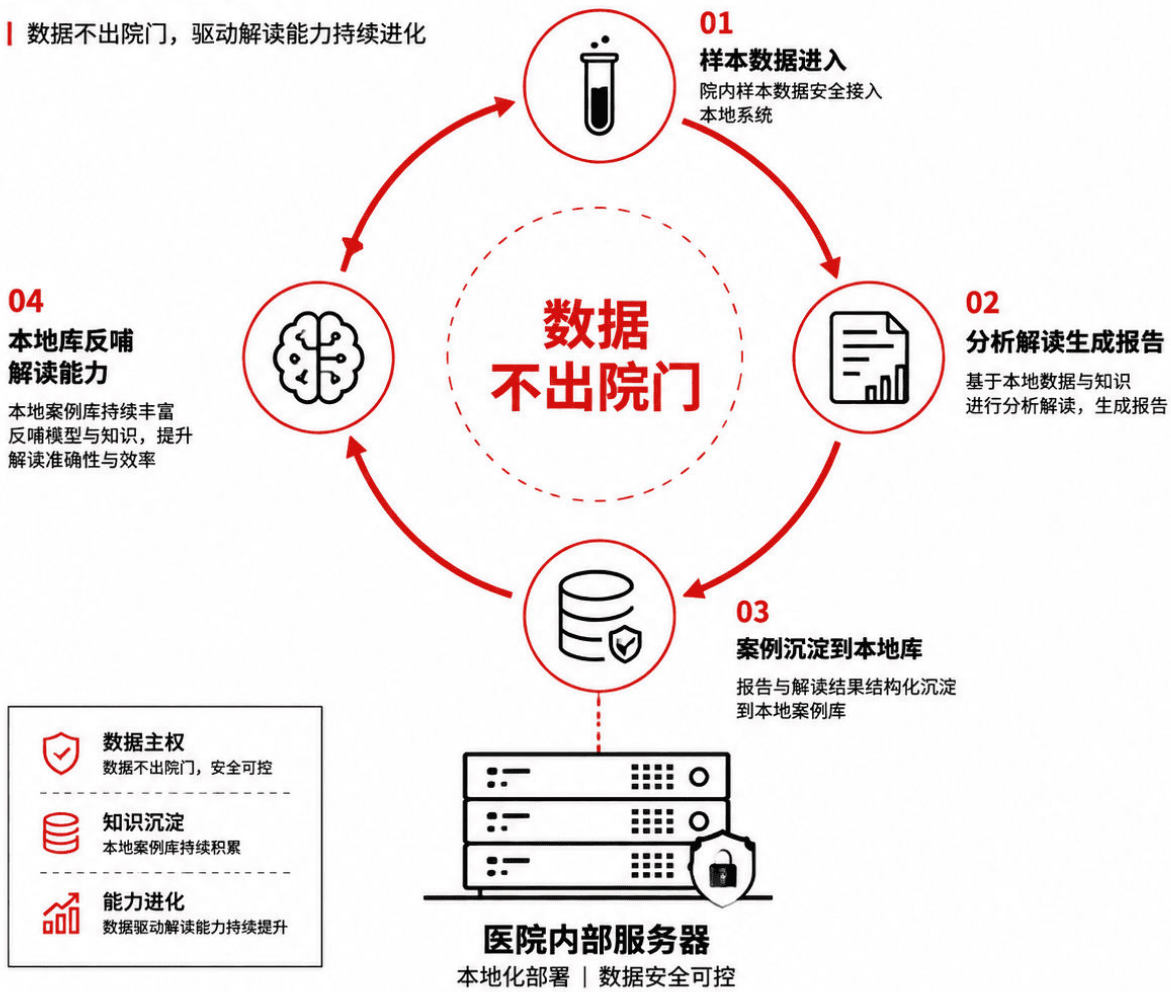 数据不出院门，驱动解读能力持续进化
01
样本数据进入
院内样本数据安全接入
本地系统
02
分析解读生成报告
基于本地数据与知识
进行分析解读，生成报告
03
案例沉淀到本地库
报告与解读结果结构化沉淀
到本地案例库
04
本地库反哺
解读能力
本地案例库持续丰富
反哺模型与知识，提升
解读准确性与效率
数据
不出院门
数据主权
数据不出院门，安全可控
知识沉淀
本地案例库持续积累
能力进化
数据驱动解读能力持续提升
医院内部服务器
本地化部署｜数据安全可控